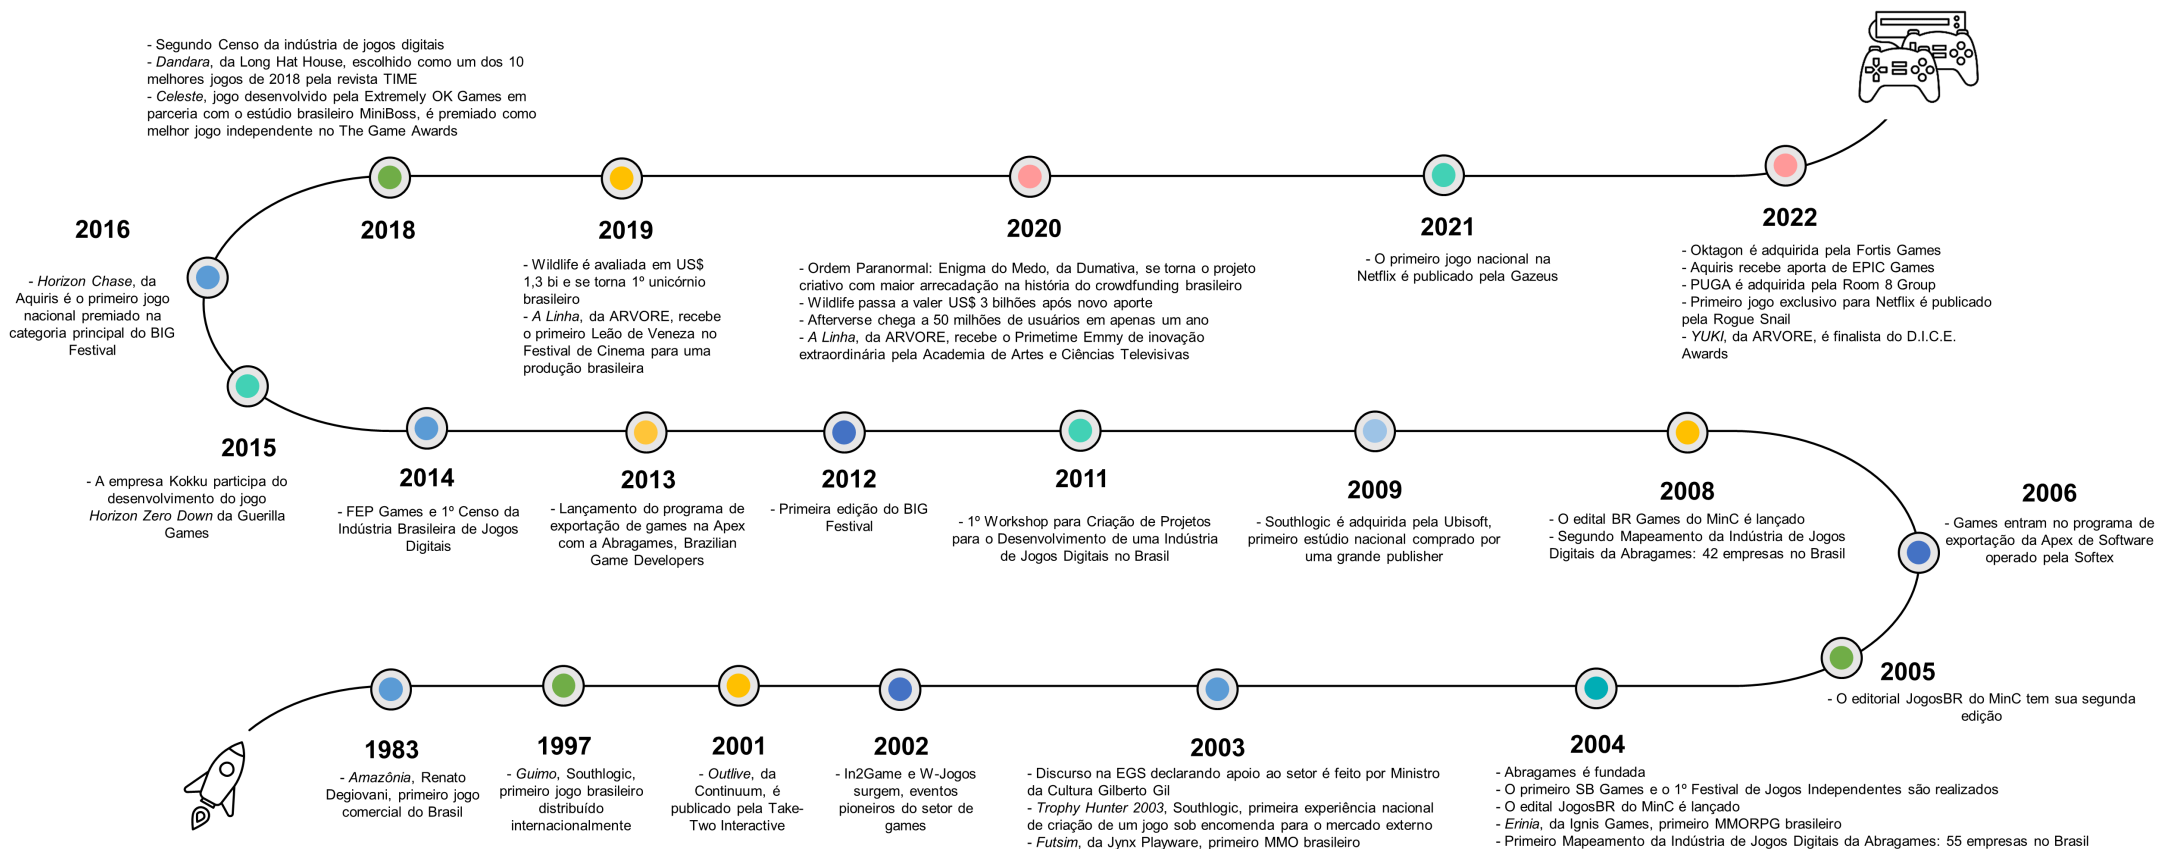 - Segundo Censo da indústria de jogos digitais
- Dandara, da Long Hat House, escolhido como um dos 10
melhores jogos de 2018 pela revista TIME
- Celeste, jogo desenvolvido pela Extremely OK Games em
parceria com o estúdio brasileiro MiniBoss, é premiado como
melhor jogo independente no The Game Awards
2018
2016
- Horizon Chase, da
Aquiris é o primeiro jogo
nacional premiado na
categoria principal do BIG
Festival
2019
- Wildlife é avaliada em US$
1,3 bi e se torna 1º unicórnio
brasileiro
- A Linha, da ARVORE, recebe
o primeiro Leão de Veneza no
Festival de Cinema para uma
produção brasileira
2020
- Ordem Paranormal: Enigma do Medo, da Dumativa, se torna o projeto
criativo com maior arrecadação na história do crowdfunding brasileiro
- Wildlife passa a valer US$ 3 bilhões após novo aporte
- Afterverse chega a 50 milhões de usuários em apenas um ano
- A Linha, da ARVORE, recebe o Primetime Emmy de inovação
extraordinária pela Academia de Artes e Ciências Televisivas
2021
- O primeiro jogo nacional na
Netflix é publicado pela Gazeus
2022
- Oktagon é adquirida pela Fortis Games
- Aquiris recebe aporta de EPIC Games
- PUGA é adquirida pela Room 8 Group
- Primeiro jogo exclusivo para Netflix é publicado
pela Rogue Snail
- YUKI, da ARVORE, é finalista do D.I.C.E.
Awards
2015
- A empresa Kokku participa do
desenvolvimento do jogo
Horizon Zero Down da Guerilla
Games
2014
- FEP Games e 1º Censo da
Indústria Brasileira de Jogos
Digitais
2013
- Lançamento do programa de
exportação de games na Apex
com a Abragames, Brazilian
Game Developers
2012
- Primeira edição do BIG
Festival
2011
- 1º Workshop para Criação de Projetos
para o Desenvolvimento de uma Indústria
de Jogos Digitais no Brasil
2009
- Southlogic é adquirida pela Ubisoft,
primeiro estúdio nacional comprado por
uma grande publisher
2008
- O edital BR Games do MinC é lançado
- Segundo Mapeamento da Indústria de Jogos
Digitais da Abragames: 42 empresas no Brasil
2006
- Games entram no programa de
exportação da Apex de Software
operado pela Softex
2005
- O editorial JogosBR do MinC tem sua segunda
edição
1983
- Amazônia, Renato
Degiovani, primeiro jogo
comercial do Brasil
1997
- Guimo, Southlogic,
primeiro jogo brasileiro
distribuído
internacionalmente
2001
- Outlive, da
Continuum, é
publicado pela Take-
Two Interactive
2002
- In2Game e W-Jogos
surgem, eventos
pioneiros do setor de
games
2003
- Discurso na EGS declarando apoio ao setor é feito por Ministro
da Cultura Gilberto Gil
- Trophy Hunter 2003, Southlogic, primeira experiência nacional
de criação de um jogo sob encomenda para o mercado externo
- Futsim, da Jynx Playware, primeiro MMO brasileiro
2004
- Abragames é fundada
- O primeiro SB Games e o 1º Festival de Jogos Independentes são realizados
- O edital JogosBR do MinC é lançado
- Erinia, da Ignis Games, primeiro MMORPG brasileiro
- Primeiro Mapeamento da Indústria de Jogos Digitais da Abragames: 55 empresas no Brasil